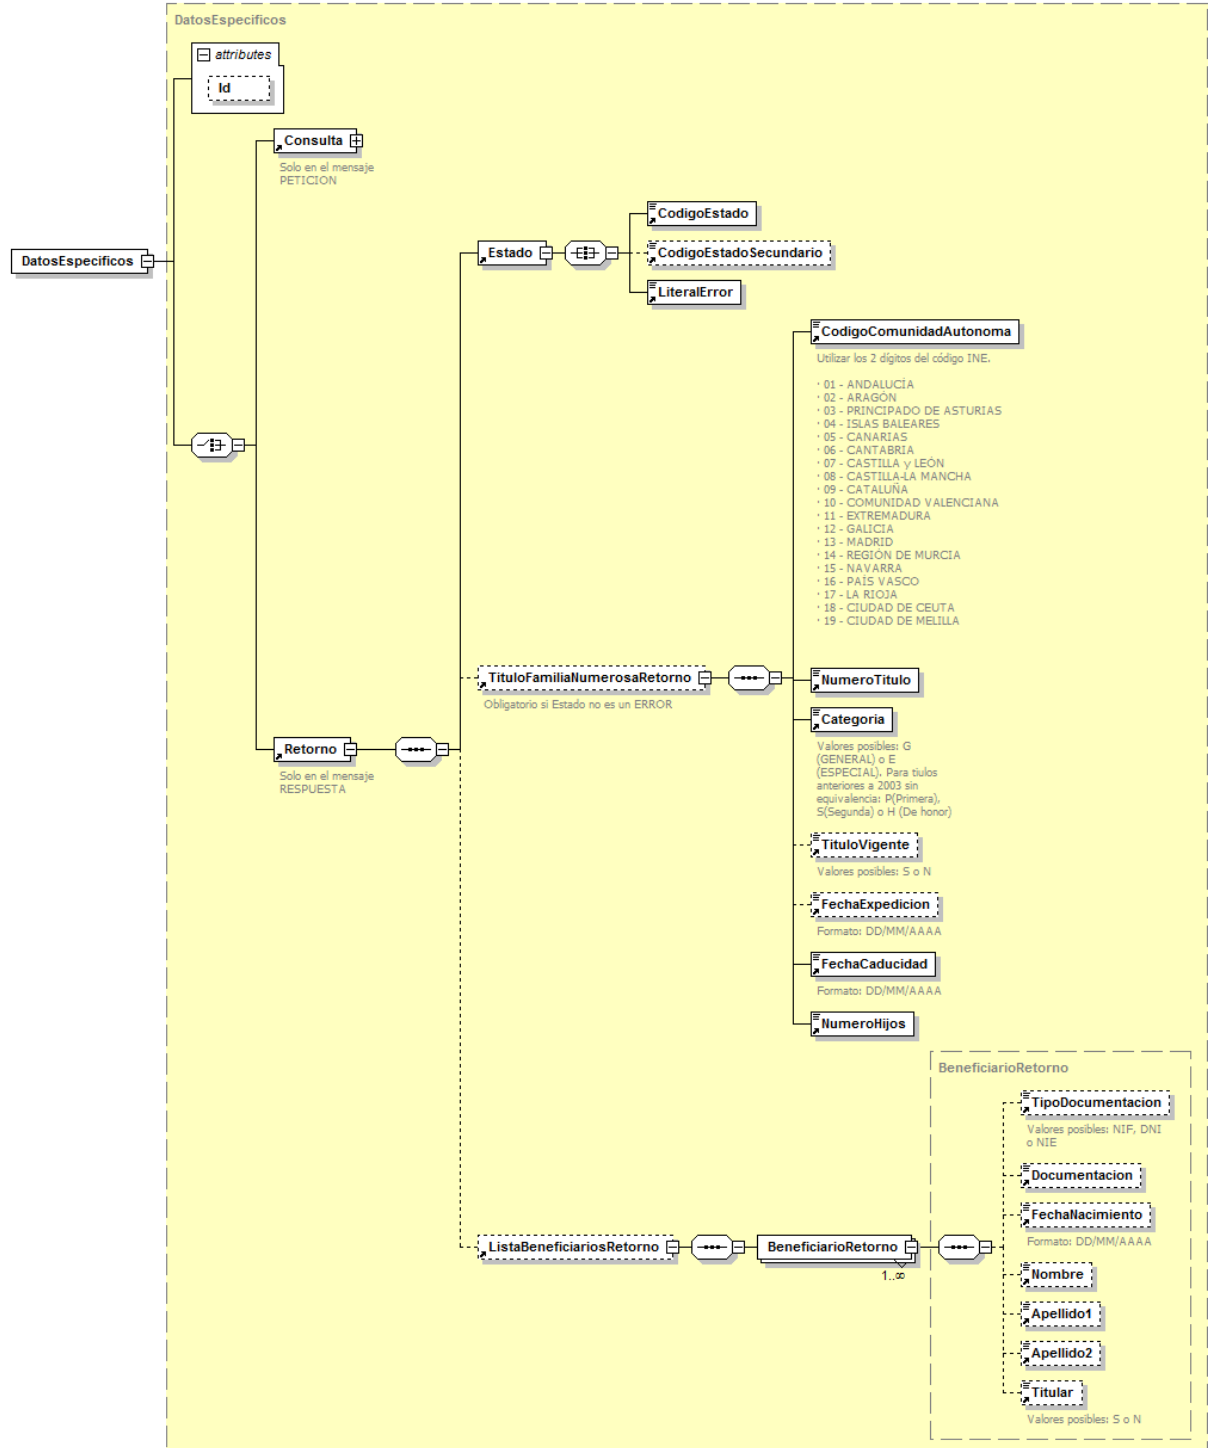 DatosEspecificos
attributes
Id
Consulta
Solo en el mensaje
PETICION
DatosEspecificos
CodigoEstado
Estado
CodigoEstadoSecundario
LiteralError
CodigoComunidadAutonoma
Utilizar los 2 dígitos del código INE.
· 01 - ANDALUCÍA
· 02 - ARAGÓN
· 03 - PRINCIPADO DE ASTURIAS
· 04 - ISLAS BALEARES
· 05 - CANARIAS
· 06 - CANTABRIA
· 07 - CASTILLA y LEÓN
· 08 - CASTILLA-LA MANCHA
· 09 - CATALUÑA
· 10 - COMUNIDAD VALENCIANA
· 11 - EXTREMADURA
· 12 - GALICIA
· 13 - MADRID
· 14 - REGIÓN DE MURCIA
· 15 - NAVARRA
· 16 - PAÍS VASCO
· 17 - LA RIOJA
· 18 - CIUDAD DE CEUTA
· 19 - CIUDAD DE MELILLA
TituloFamiliaNumerosaRetorno
Obligatorio si Estado no es un ERROR
NumeroTitulo
Categoria
Valores posibles: G
(GENERAL) o E
(ESPECIAL). Para tiulos
anteriores a 2003 sin
equivalencia: P(Primera),
S(Segunda) o H (De honor)
Retorno
Solo en el mensaje
RESPUESTA
TituloVigente
Valores posibles: S o N
FechaExpedicion
Formato: DD/MM/AAAA
FechaCaducidad
Formato: DD/MM/AAAA
NumeroHijos
BeneficiarioRetorno
TipoDocumentacion
Valores posibles: NIF, DNI
o NIE
Documentacion
FechaNacimiento
Formato: DD/MM/AAAA
ListaBeneficiariosRetorno
BeneficiarioRetorno
1..∞
Nombre
Apellido1
Apellido2
Titular
Valores posibles: S o N